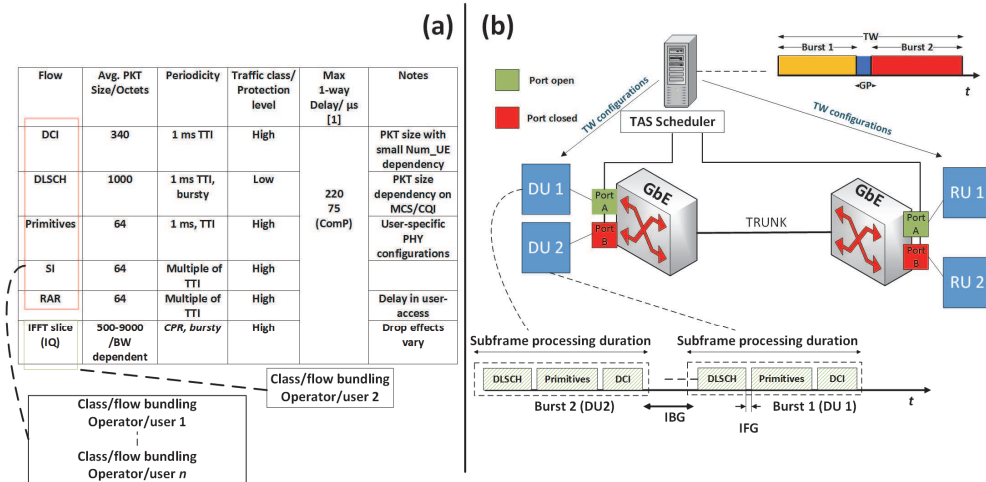 (a)
Flow Avg. PKT Size/Octets Periodicity Traffic class/ Protection level Max 1-way Delay/ µs [1] Notes
DCI 340 1 ms TTI High PKT size with small Num_UE dependency
DLSCH 1000 1 ms TTI, bursty Low 220 75 (ComP) PKT size dependency on MCS/CQI
Primitives 64 1 ms, TTI High User-specific PHY configurations
SI 64 Multiple of TTI High
RAR 64 Multiple of TTI High Delay in user-access
IFFT slice (IQ) 500-9000 /BW dependent CPR, bursty High Drop effects vary
Class/flow bundling
Operator/user 2
Class/flow bundling
Operator/user 1
Class/flow bundling
Operator/user n
(b)
TW
Burst 1 Burst 2
GP
t
Port open
Port closed
TAS Scheduler
TW configurations
TW configurations
DU 1
DU 2
Port A
Port B
GbE
TRUNK
GbE
Port A
Port B
RU 1
RU 2
Subframe processing duration
Subframe processing duration
DLSCH Primitives DCI
DLSCH Primitives DCI
t
Burst 2 (DU2)
Burst 1 (DU 1)
IBG
IFG